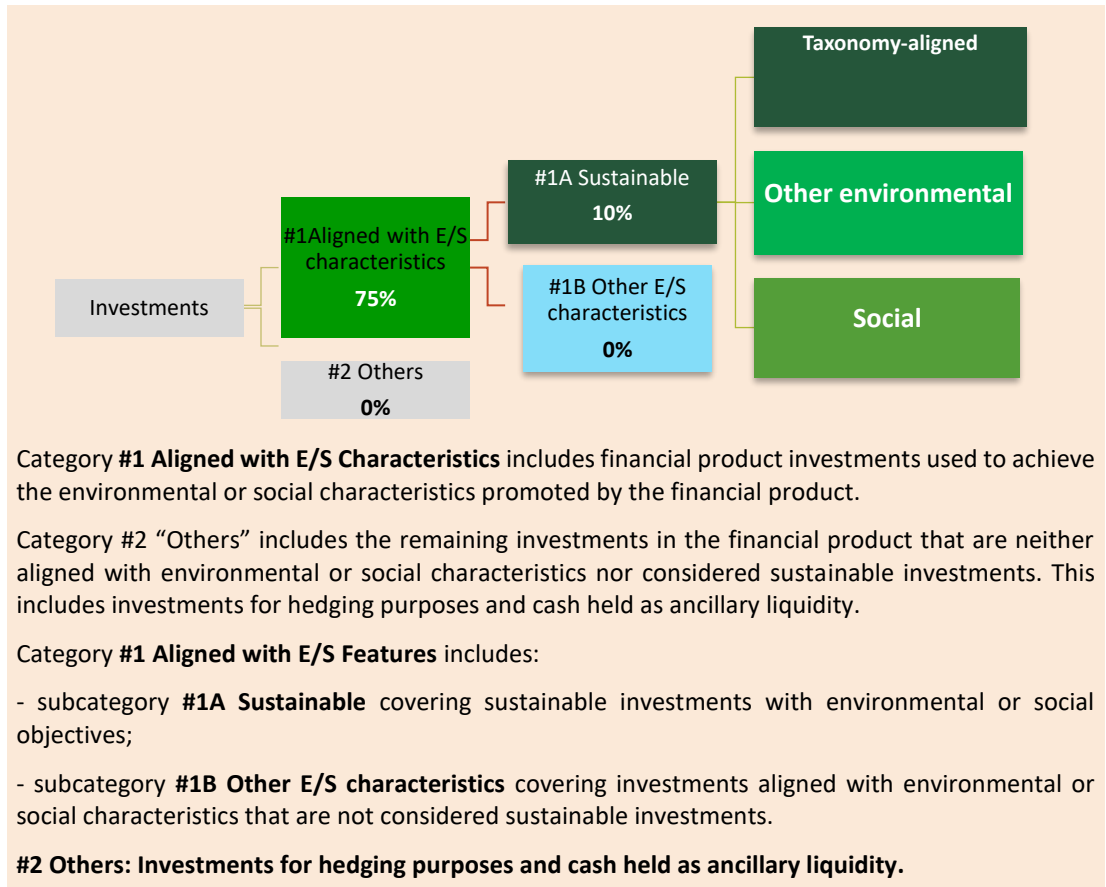 Taxonomy-aligned
#1A Sustainable
10%
Other environmental
#1Aligned with E/S
characteristics
75%
#1B Other E/S
characteristics
0%
Investments
Social
#2 Others
0%
Category #1 Aligned with E/S Characteristics includes financial product investments used to achieve
the environmental or social characteristics promoted by the financial product.
Category #2 “Others” includes the remaining investments in the financial product that are neither
aligned with environmental or social characteristics nor considered sustainable investments. This
includes investments for hedging purposes and cash held as ancillary liquidity.
Category #1 Aligned with E/S Features includes:
- subcategory #1A Sustainable covering sustainable investments with environmental or social
objectives;
- subcategory #1B Other E/S characteristics covering investments aligned with environmental or
social characteristics that are not considered sustainable investments.
#2 Others: Investments for hedging purposes and cash held as ancillary liquidity.